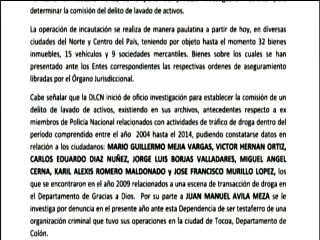 determinar la comisión del delito de lavado de activos.
La operación de incautación se realiza de manera paulatina a partir de hoy, en diversas
ciudades del Norte y Centro del País, teniendo por objeto hasta el momento 32 bienes
inmuebles, 15 vehículos y 9 sociedades mercantiles. Bienes sobre los cuales se han
presentado ante los Entes correspondientes las respectivas ordenes de aseguramiento
libradas por el Órgano Jurisdiccional.
Cabe señalar que la DLCN inició de oficio investigación para establecer la comisión de un
delito de lavado de activos, existiendo en sus archivos, antecedentes respecto a ex
miembros de Policía Nacional relacionados con actividades de tráfico de droga dentro del
periodo comprendido entre el año 2004 hasta el 2014, pudiendo constatarse datos en
relación a los ciudadanos: MARIO GUILLERMO MEJIA VARGAS, VICTOR HERNAN ORTIZ,
CARLOS EDUARDO DIAZ NUÑEZ, JORGE LUIS BORJAS VALLADARES, MIGUEL ANGEL
CERNA, KARIL ALEXIS ROMERO MALDONADO y JOSE FRANCISCO MURILLO LOPEZ, los
que se encontraron en el año 2009 relacionados a una escena de transacción de droga en
el Departamento de Gracias a Dios. Por su parte a JUAN MANUEL AVILA MEZA se le
investiga por denuncia en el presente año ante esta Dependencia de ser testaferro de una
organización criminal que tuvo sus operaciones en la ciudad de Tocoa, Departamento de
Colón.